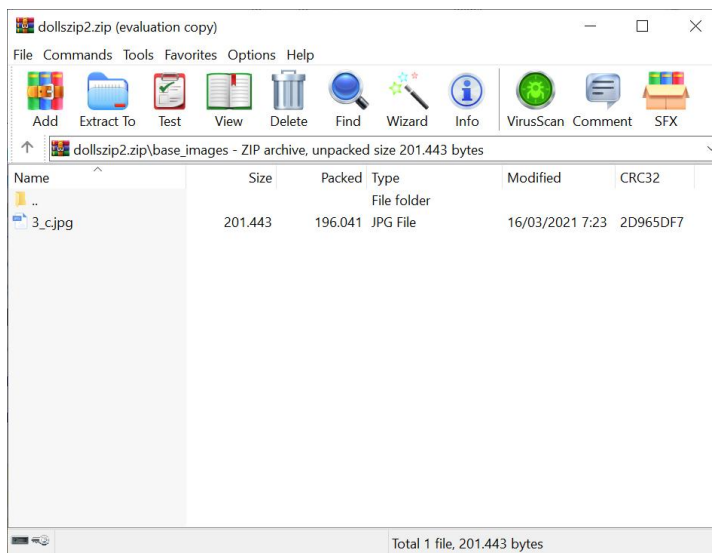 dollszip2.zip (evaluation copy)
File Commands Tools Favorites Options Help
Add Extract To Test View Delete Find Wizard Info VirusScan Comment SFX
dollszip2.zip\base_images - ZIP archive, unpacked size 201.443 bytes
Name Size Packed Type Modified CRC32
.. File folder
3_c.jpg 201.443 196.041 JPG File 16/03/2021 7:23 2D965DF7
Total 1 file, 201.443 bytes